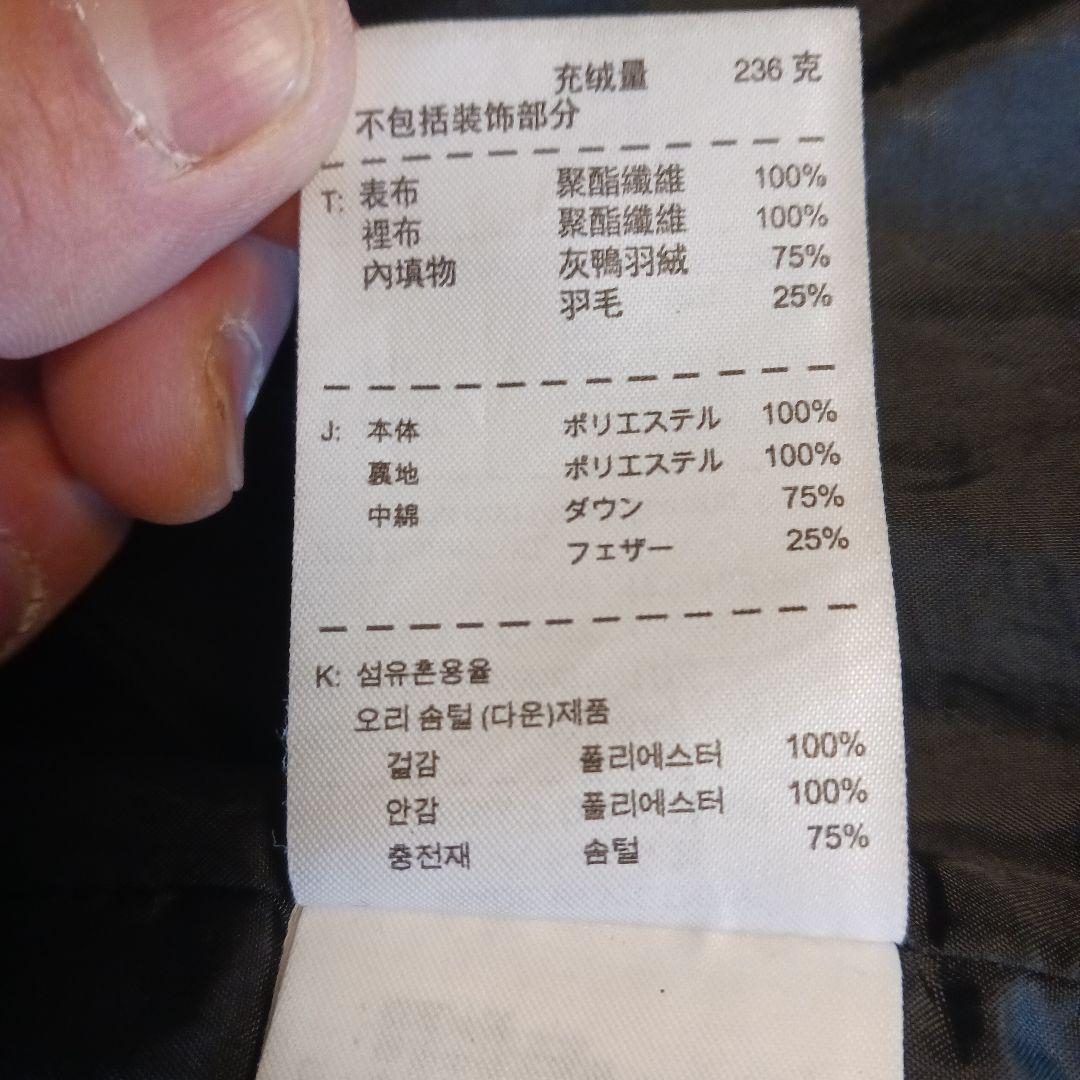 充绒量 236 克
不包括装饰部分
T: 表布 聚酯纖維 100%
裡布 聚酯纖維 100%
內填物 灰鴨羽絨 75%
羽毛 25%
J: 本体 ポリエステル 100%
裏地 ポリエステル 100%
中綿 ダウン 75%
フェザー 25%
K: 섬유혼용율
오리 솜털 (다운)제품
겉감 폴리에스터 100%
안감 폴리에스터 100%
충전재 솜털 75%